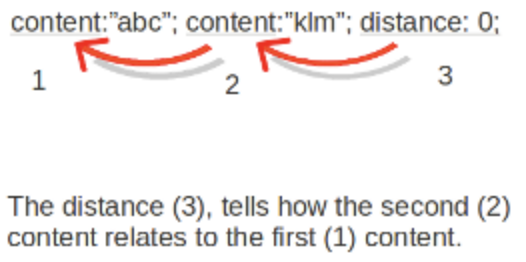 content:”abc”; content:”klm”; distance: 0;
1 2 3
The distance (3), tells how the second (2)
content relates to the first (1) content.